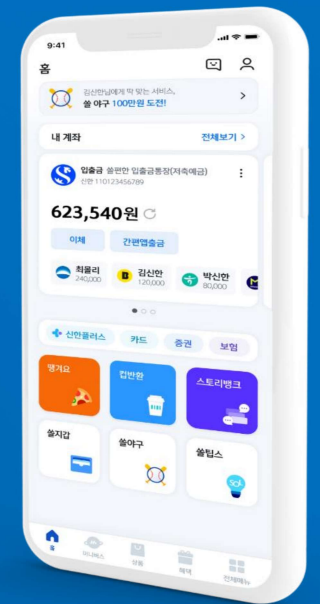 9:41
홈
김신한님에게 딱 맞는 서비스,
쏠 야구 100만원 도전!
내 계좌
전체보기 >
입출금 쏠편한 입출금통장(저축예금)
신한 110123456789
623,540원
이체
간편앱출금
최몰리
240,000
김신한
120,000
박신한
80,000
신한플러스
카드
증권
보험
땡겨요
컵반환
스토리뱅크
쏠지갑
쏠야구
쏠팁스
SOL
홈
상품
혜택
전체메뉴